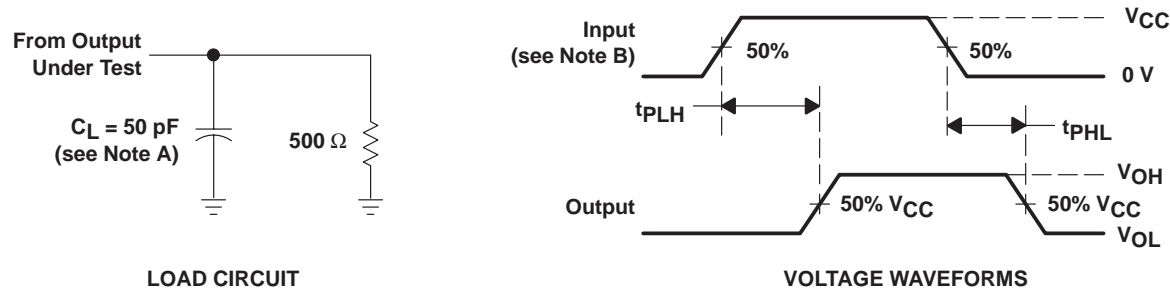 From Output
Under Test
CL = 50 pF
(see Note A)
500 Ω
LOAD CIRCUIT
Input
(see Note B)
50%
50%
VCC
0 V
tPLH
tPHL
Output
50% VCC
VOH
50% VCC
VOL
VOLTAGE WAVEFORMS